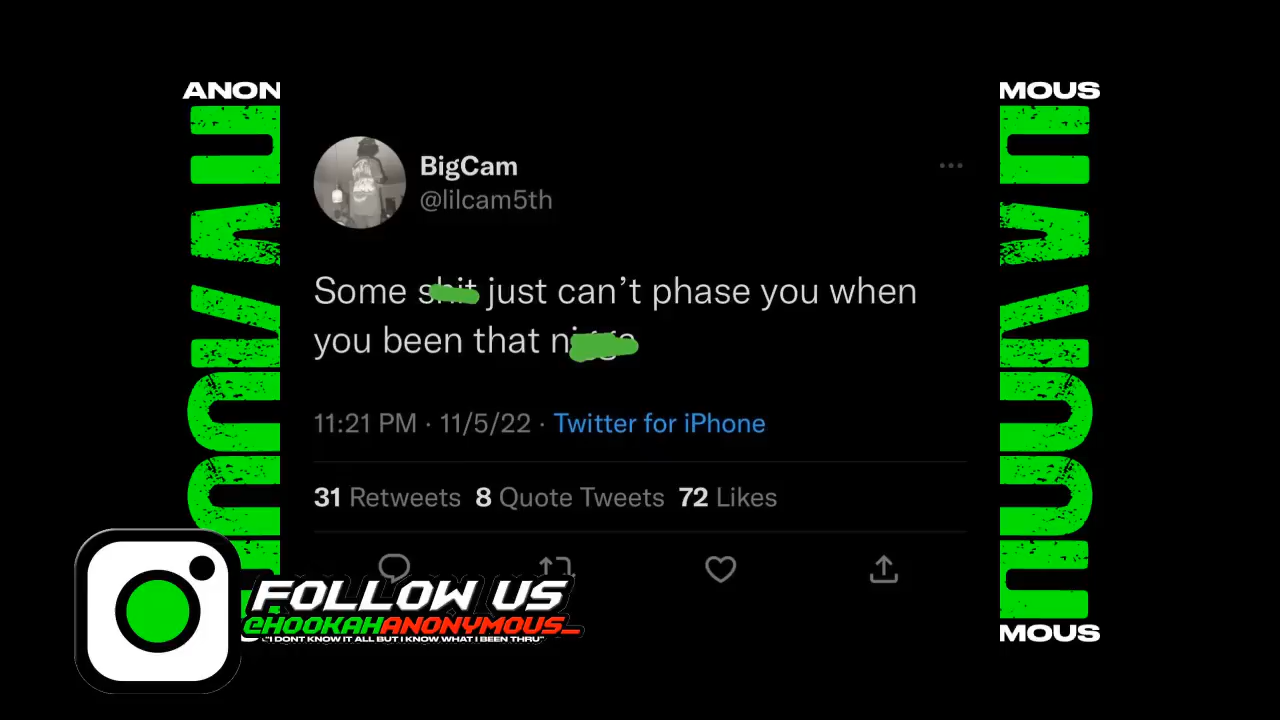 ANON
MOUS
BigCam
@lilcam5th
Some shit just can’t phase you when
you been that nigga
11:21 PM · 11/5/22 · Twitter for iPhone
31 Retweets 8 Quote Tweets 72 Likes
FOLLOW US
@HOOKAHANONYMOUS_
"I DONT KNOW IT ALL BUT I KNOW WHAT I BEEN THRU"
MOUS